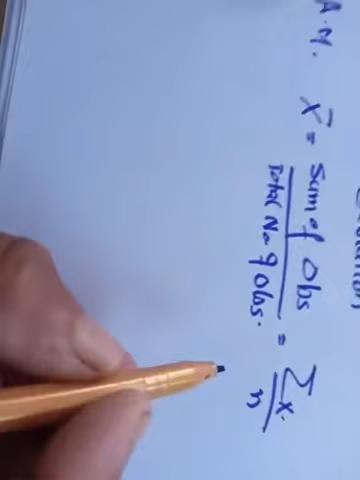 A.M. x̄ = Sum of Obs / Total No. of Obs. = Σx / n